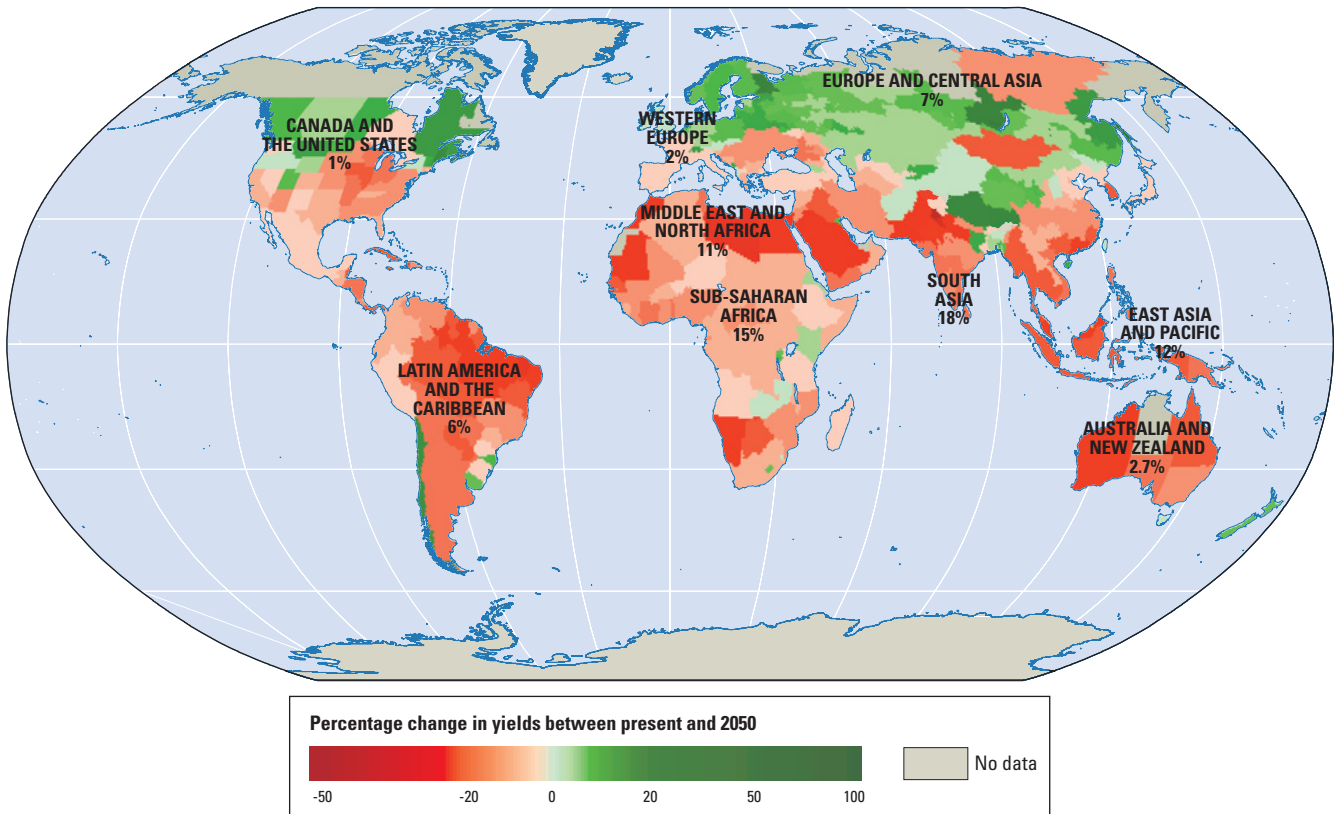 EUROPE AND CENTRAL ASIA
7%
WESTERN
EUROPE
2%
CANADA AND
THE UNITED STATES
1%
MIDDLE EAST AND
NORTH AFRICA
11%
SOUTH
ASIA
18%
SUB-SAHARAN
AFRICA
15%
EAST ASIA
AND PACIFIC
12%
LATIN AMERICA
AND THE
CARIBBEAN
6%
AUSTRALIA AND
NEW ZEALAND
2.7%
Percentage change in yields between present and 2050
No data
-50 -20 0 20 50 100